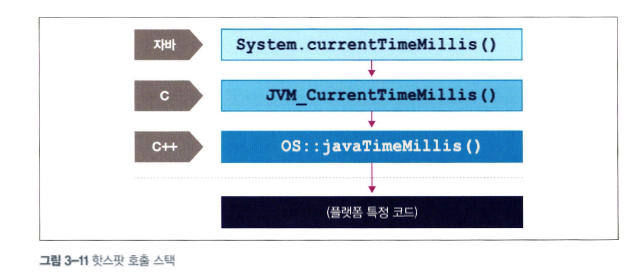 자바 System.currentTimeMillis()
C JVM_CurrentTimeMillis()
C++ OS::javaTimeMillis()
(플랫폼 특정 코드)
그림 3-11 핫스팟 호출 스택